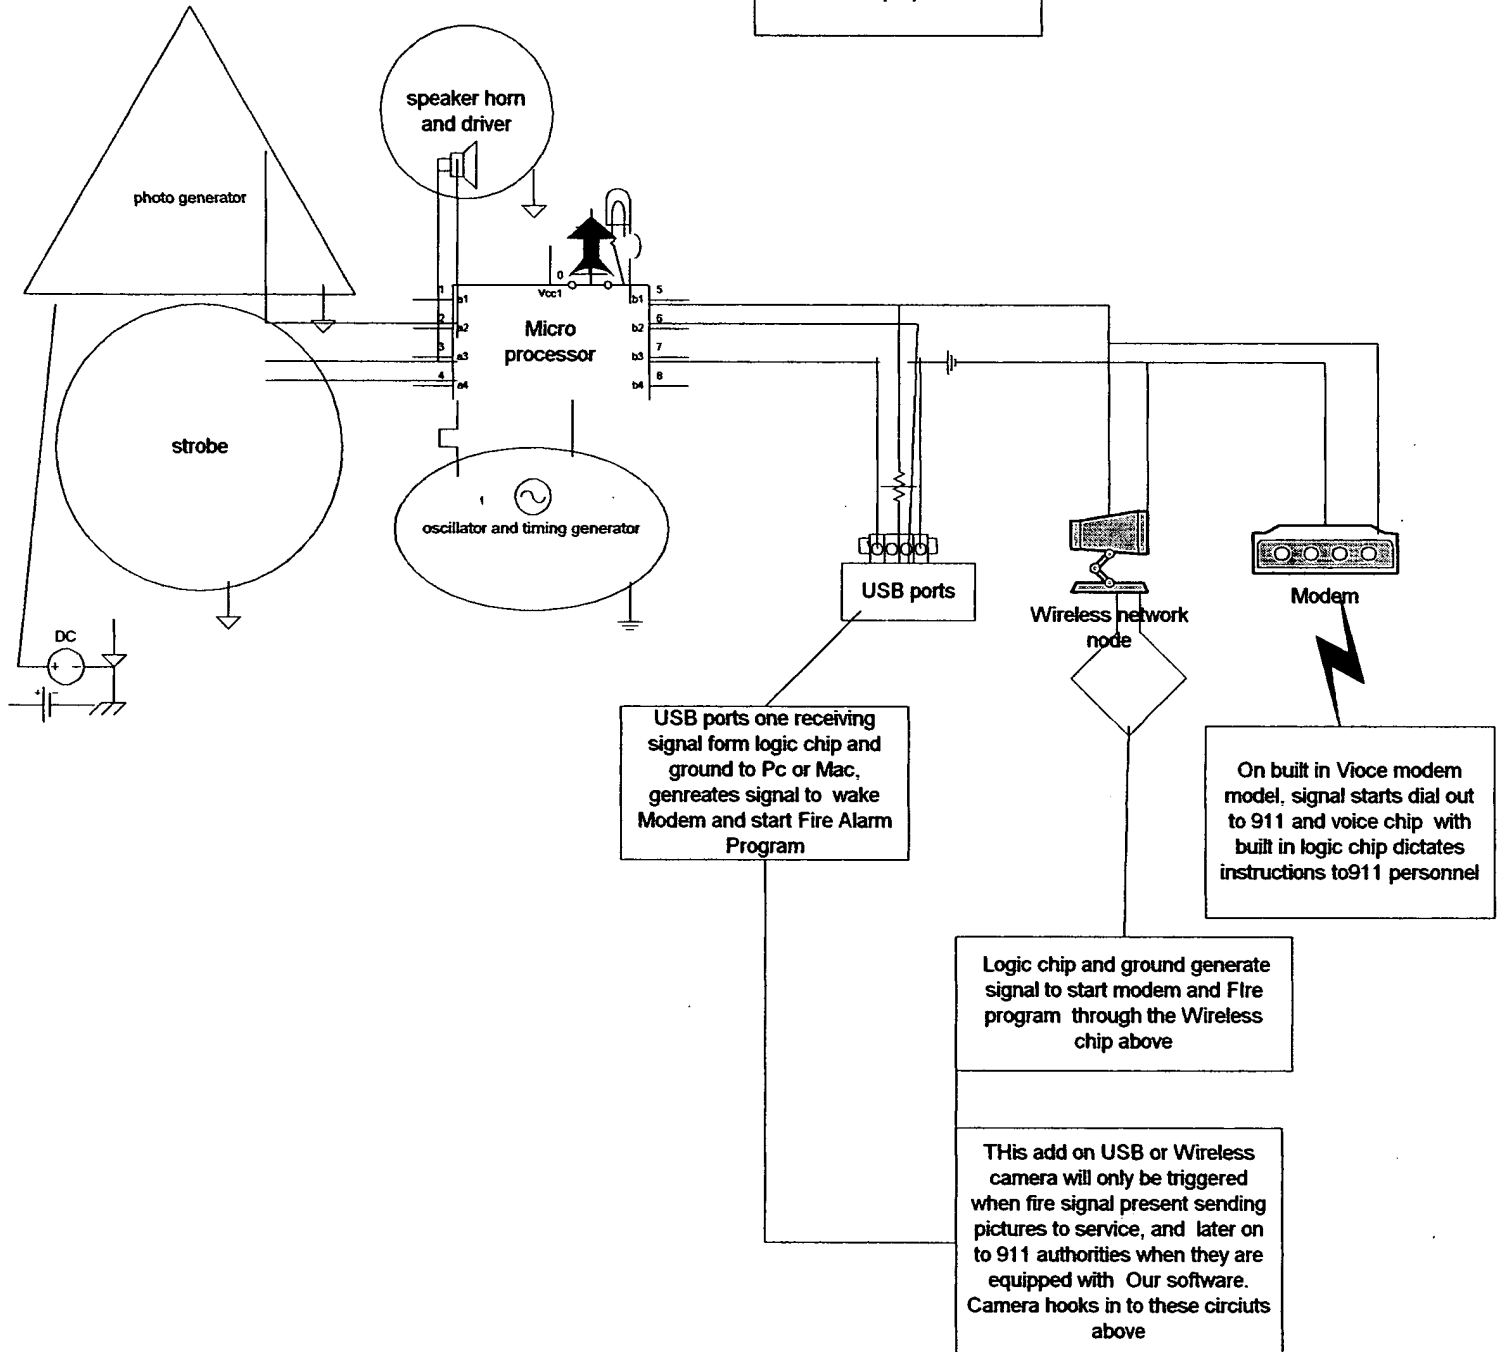 speaker horn
and driver
photo generator
0
Vcc1
1
a1
2
a2
3
a3
4
a4
Micro
processor
5
b1
6
b2
7
b3
8
b4
strobe
1
oscillator and timing generator
DC
+ -
+ -
USB ports
Wireless network
node
Modem
USB ports one receiving
signal form logic chip and
ground to Pc or Mac,
genreates signal to wake
Modem and start Fire Alarm
Program
On built in Vioce modem
model, signal starts dial out
to 911 and voice chip with
built in logic chip dictates
instructions to911 personnel
Logic chip and ground generate
signal to start modem and FIre
program through the Wireless
chip above
THis add on USB or Wireless
camera will only be triggered
when fire signal present sending
pictures to service, and later on
to 911 authorities when they are
equipped with Our software.
Camera hooks in to these circiuts
above